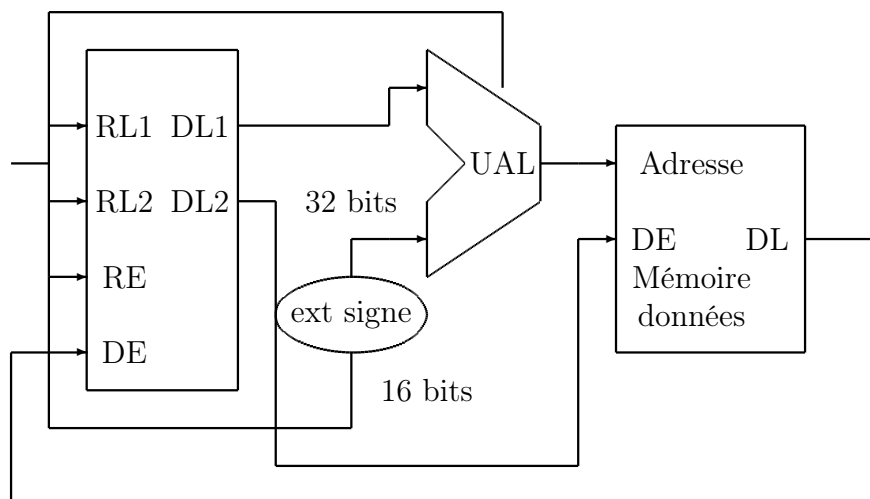 RL1 DL1
RL2 DL2
RE
DE
32 bits
ext signe
16 bits
UAL
Adresse
DE DL
Mémoire
données